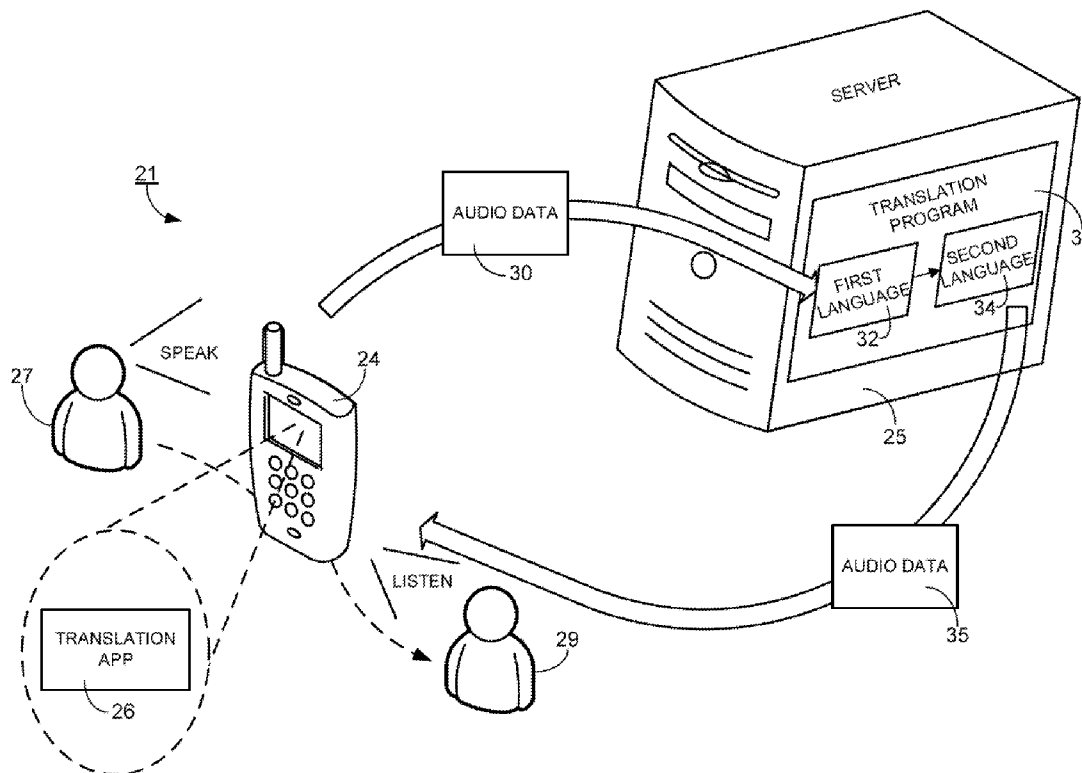 SERVER
21
AUDIO DATA
30
TRANSLATION
PROGRAM
3
FIRST
LANGUAGE
32
SECOND
LANGUAGE
34
25
27
SPEAK
24
LISTEN
29
AUDIO DATA
35
TRANSLATION
APP
26